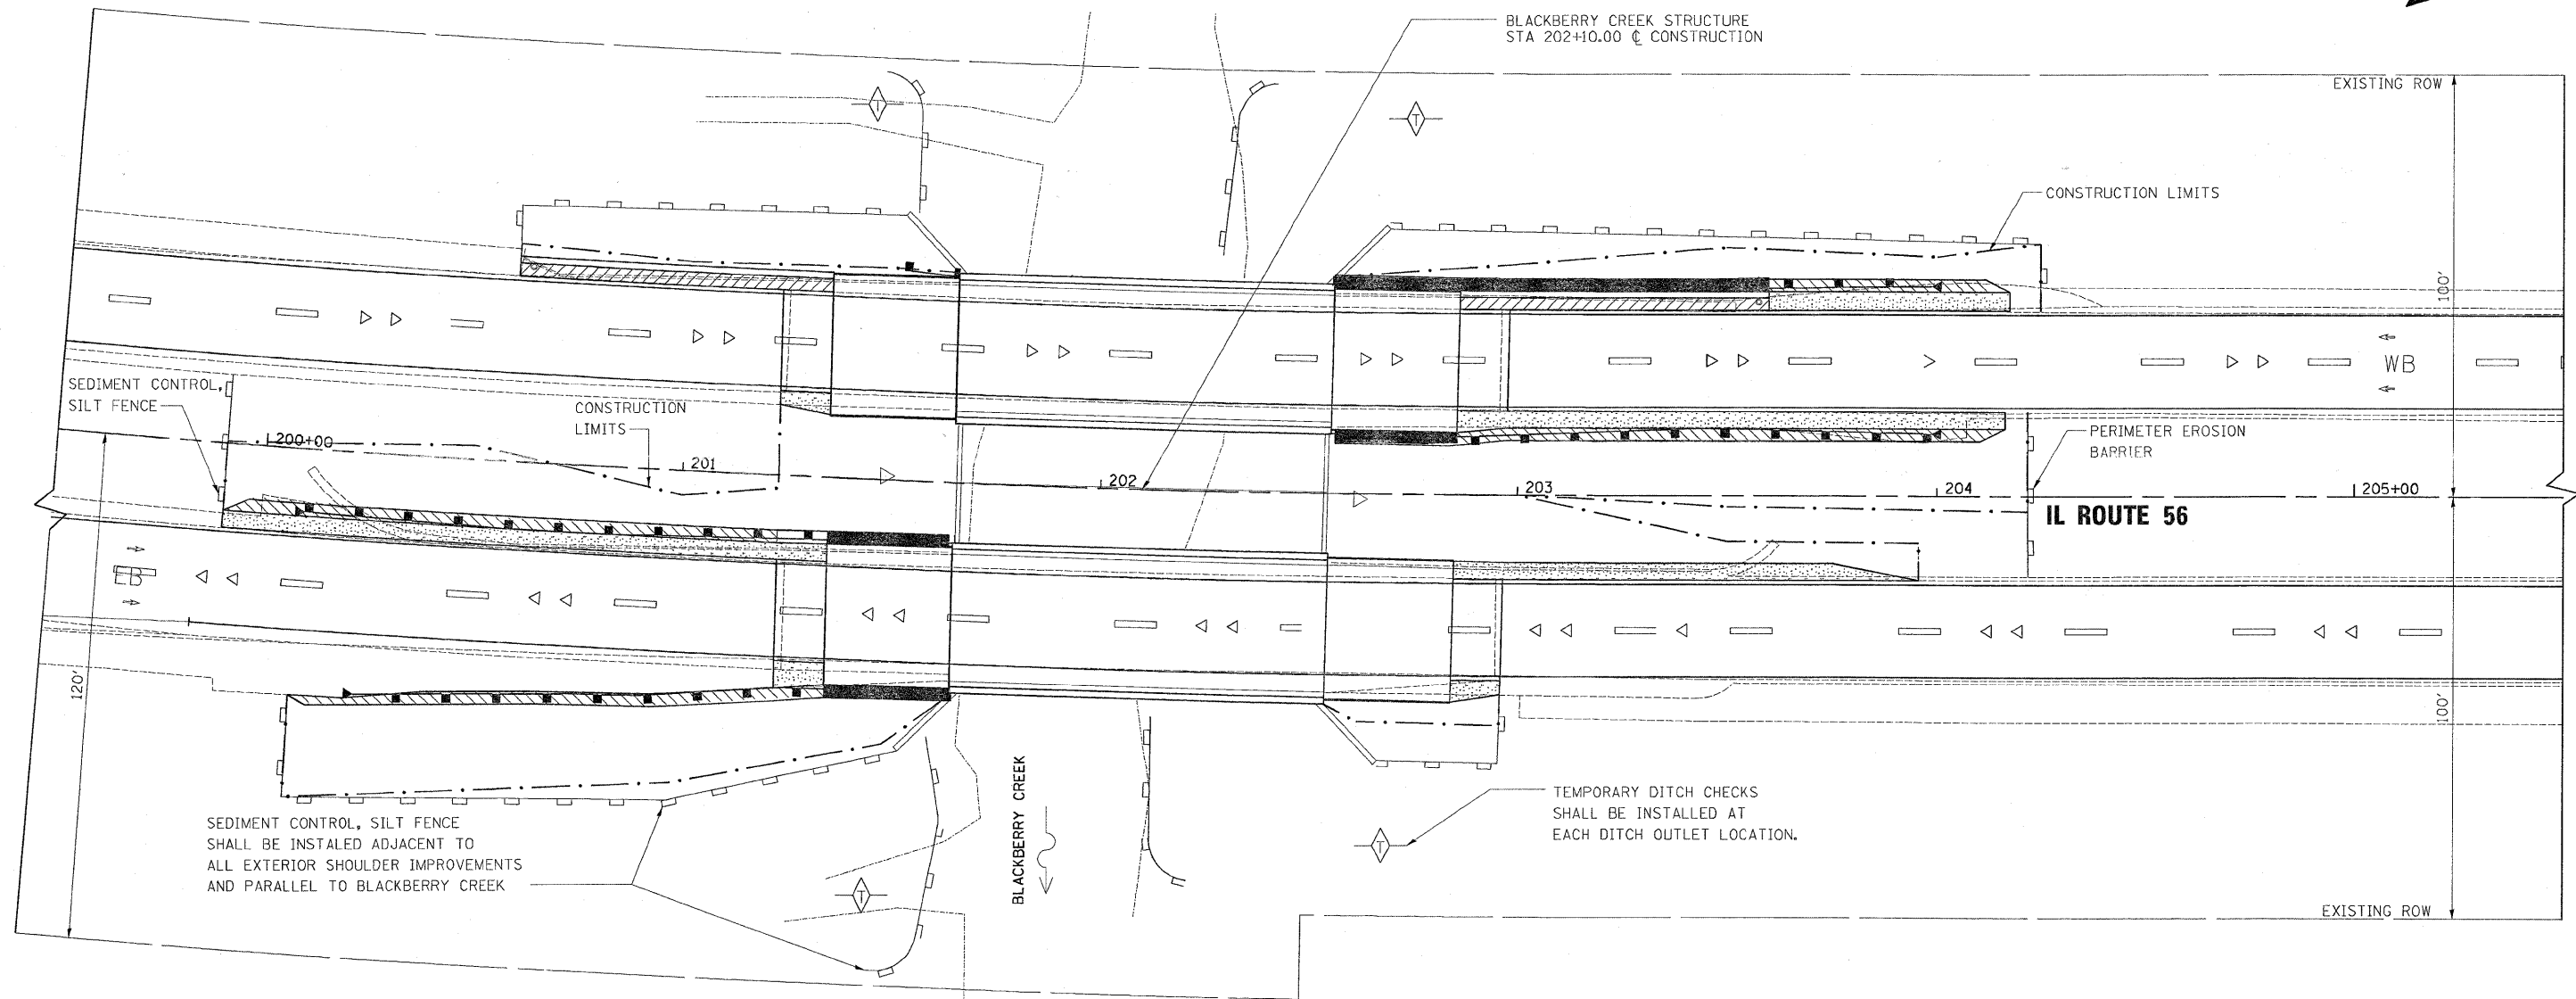 BLACKBERRY CREEK STRUCTURE
STA 202+10.00 ℄ CONSTRUCTION
EXISTING ROW
T
T
CONSTRUCTION LIMITS
100'
WB
SEDIMENT CONTROL,
SILT FENCE
CONSTRUCTION
LIMITS
200+00
201
202
203
204
205+00
PERIMETER EROSION
BARRIER
IL ROUTE 56
EB
120'
100'
BLACKBERRY CREEK
TEMPORARY DITCH CHECKS
SHALL BE INSTALLED AT
EACH DITCH OUTLET LOCATION.
T
SEDIMENT CONTROL, SILT FENCE
SHALL BE INSTALED ADJACENT TO
ALL EXTERIOR SHOULDER IMPROVEMENTS
AND PARALLEL TO BLACKBERRY CREEK
T
EXISTING ROW